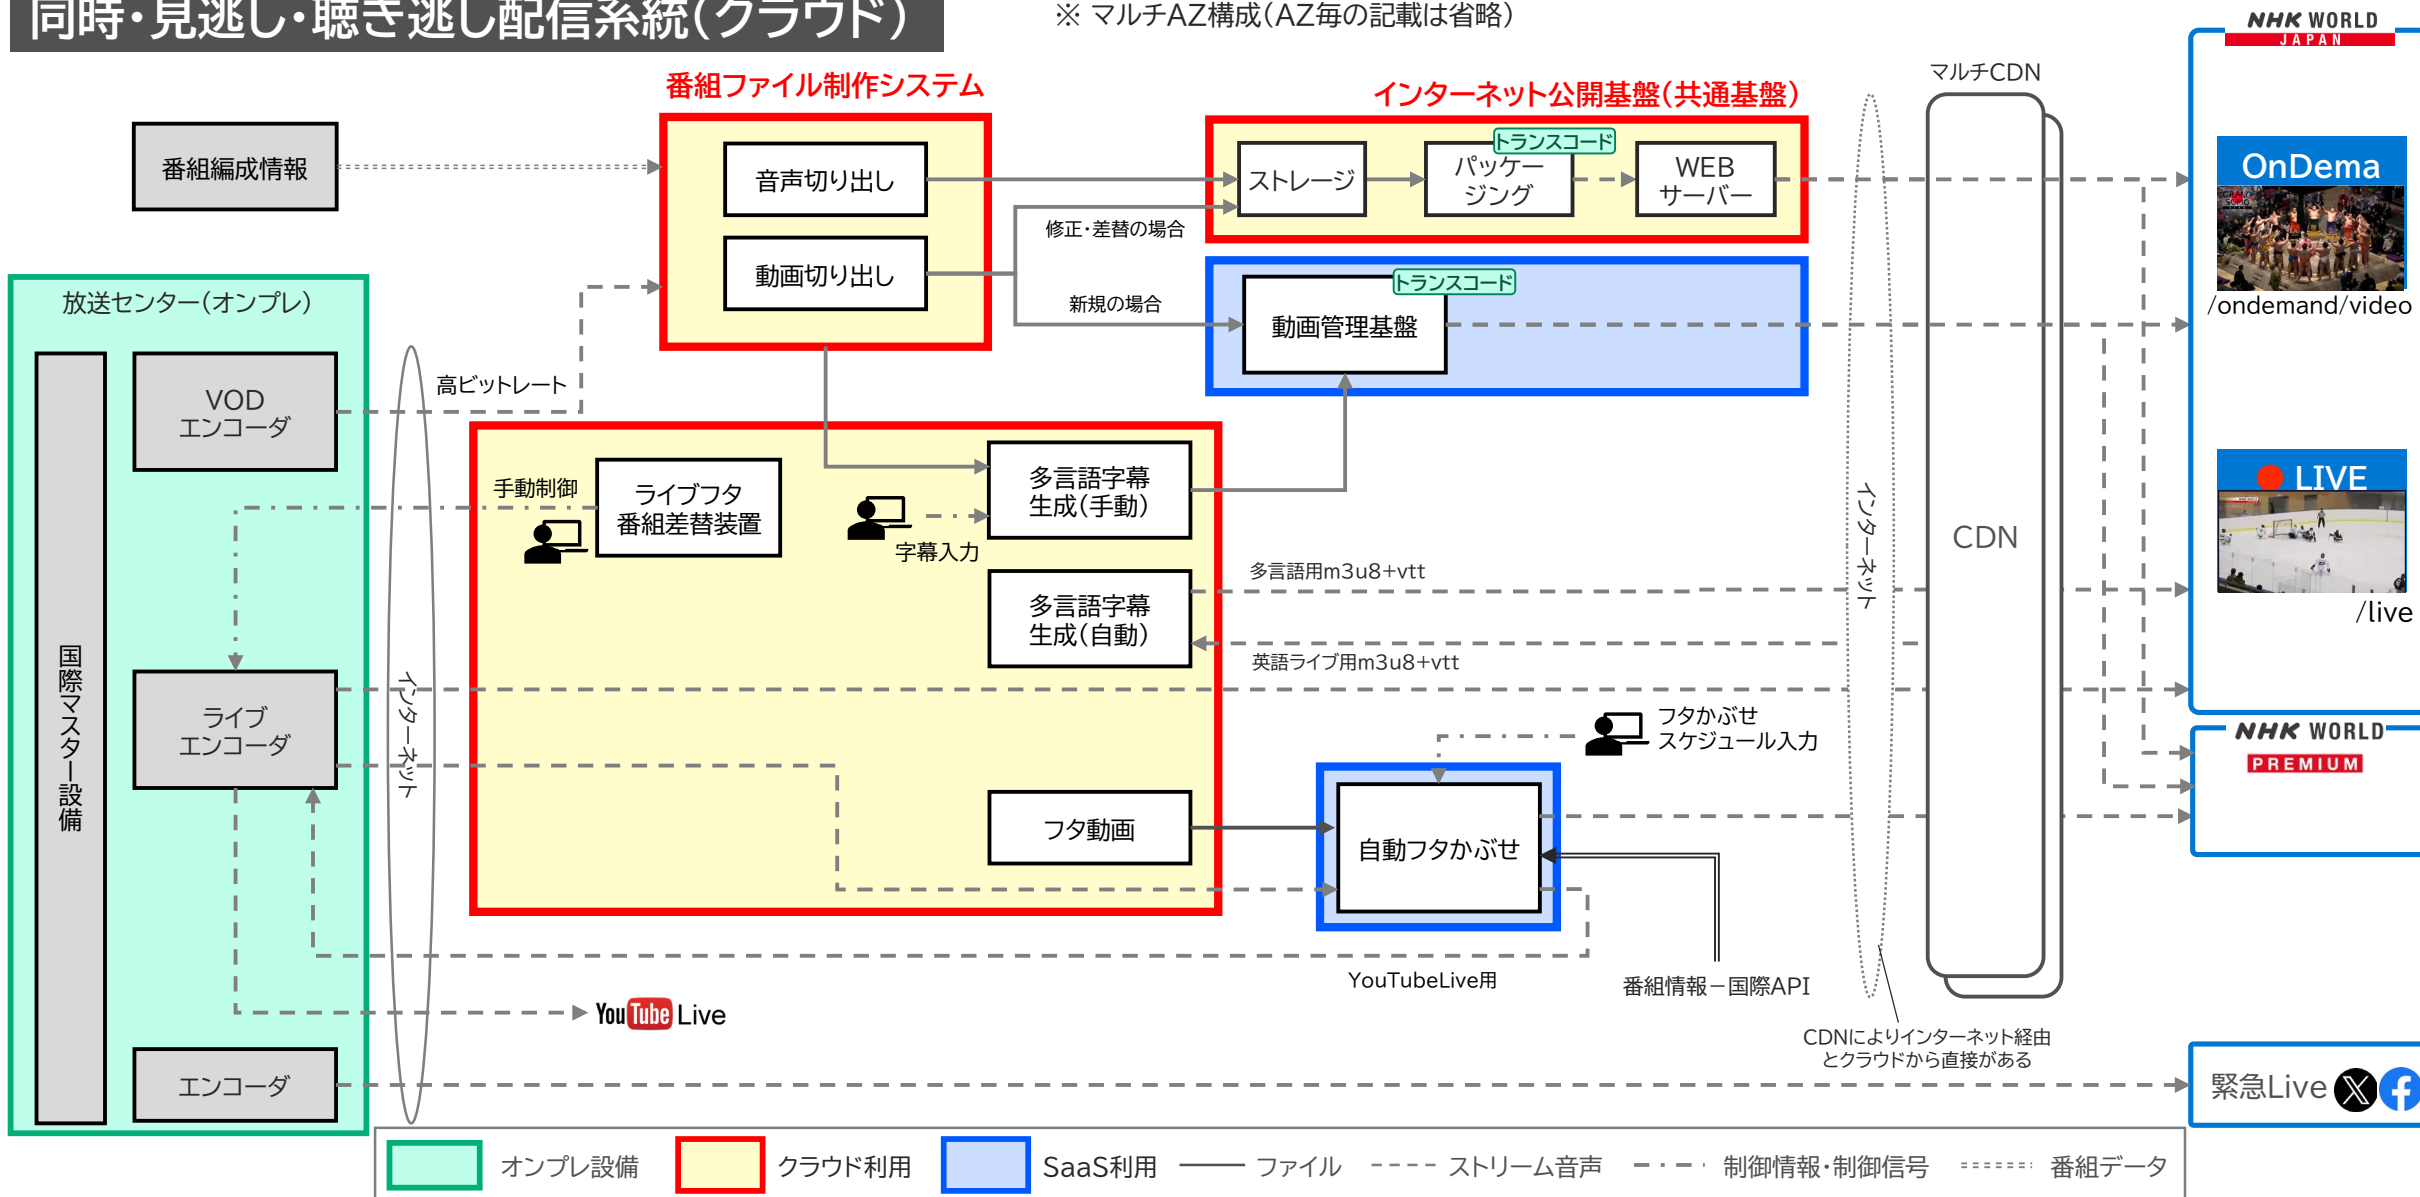 同時・見逃し・聴き逃し配信系統(クラウド)
※ マルチAZ構成(AZ毎の記載は省略)
NHK WORLD
JAPAN
番組ファイル制作システム
インターネット公開基盤(共通基盤)
マルチCDN
番組編成情報
音声切り出し
動画切り出し
トランスコード
ストレージ
パッケー
ジング
WEB
サーバー
修正・差替の場合
新規の場合
トランスコード
動画管理基盤
OnDema
/ondemand/video
放送センター(オンプレ)
国際マスター設備
VOD
エンコーダ
高ビットレート
インターネット
手動制御
ライブフタ
番組差替装置
字幕入力
多言語字幕
生成(手動)
多言語字幕
生成(自動)
多言語用m3u8+vtt
英語ライブ用m3u8+vtt
インターネット
CDN
LIVE
/live
ライブ
エンコーダ
フタかぶせ
スケジュール入力
フタ動画
自動フタかぶせ
NHK WORLD
PREMIUM
YouTubeLive用
番組情報－国際API
YouTube Live
CDNによりインターネット経由
とクラウドから直接がある
エンコーダ
緊急Live
オンプレ設備
クラウド利用
SaaS利用
ファイル
ストリーム音声
制御情報・制御信号
番組データ